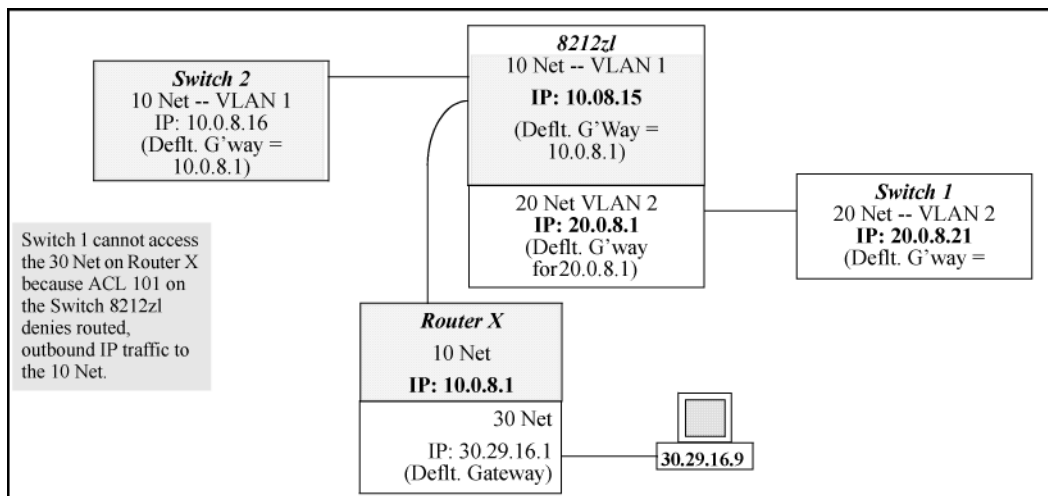 8212zl
10 Net -- VLAN 1
IP: 10.08.15
(Deflt. G'Way =
10.0.8.1)
20 Net VLAN 2
IP: 20.0.8.1
(Deflt. G'way
for20.0.8.1)
Switch 2
10 Net -- VLAN 1
IP: 10.0.8.16
(Deflt. G'way =
10.0.8.1)
Switch 1
20 Net -- VLAN 2
IP: 20.0.8.21
(Deflt. G'way =
Switch 1 cannot access
the 30 Net on Router X
because ACL 101 on
the Switch 8212zl
denies routed,
outbound IP traffic to
the 10 Net.
Router X
10 Net
IP: 10.0.8.1
30 Net
IP: 30.29.16.1
(Deflt. Gateway)
30.29.16.9